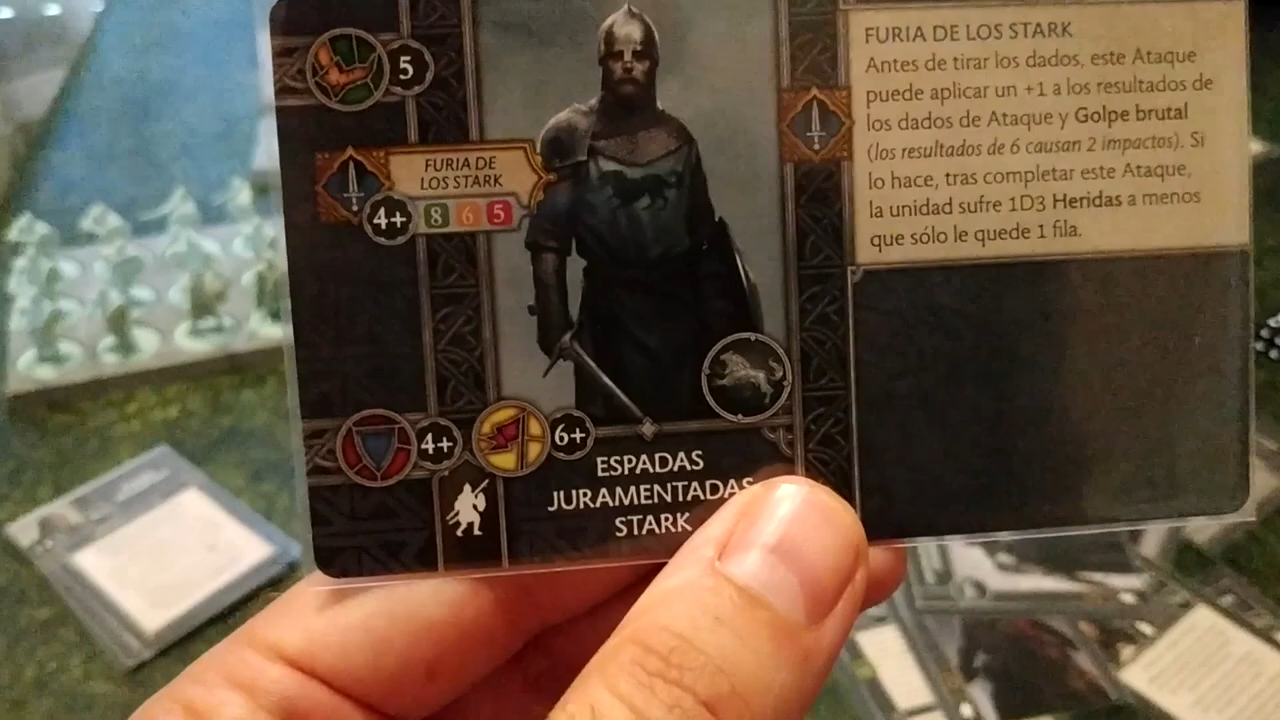 5
FURIA DE
LOS STARK
4+
8 6 5
4+
6+
ESPADAS
JURAMENTADAS
STARK
FURIA DE LOS STARK
Antes de tirar los dados, este Ataque
puede aplicar un +1 a los resultados de
los dados de Ataque y Golpe brutal
(los resultados de 6 causan 2 impactos). Si
lo hace, tras completar este Ataque,
la unidad sufre 1D3 Heridas a menos
que sólo le quede 1 fila.